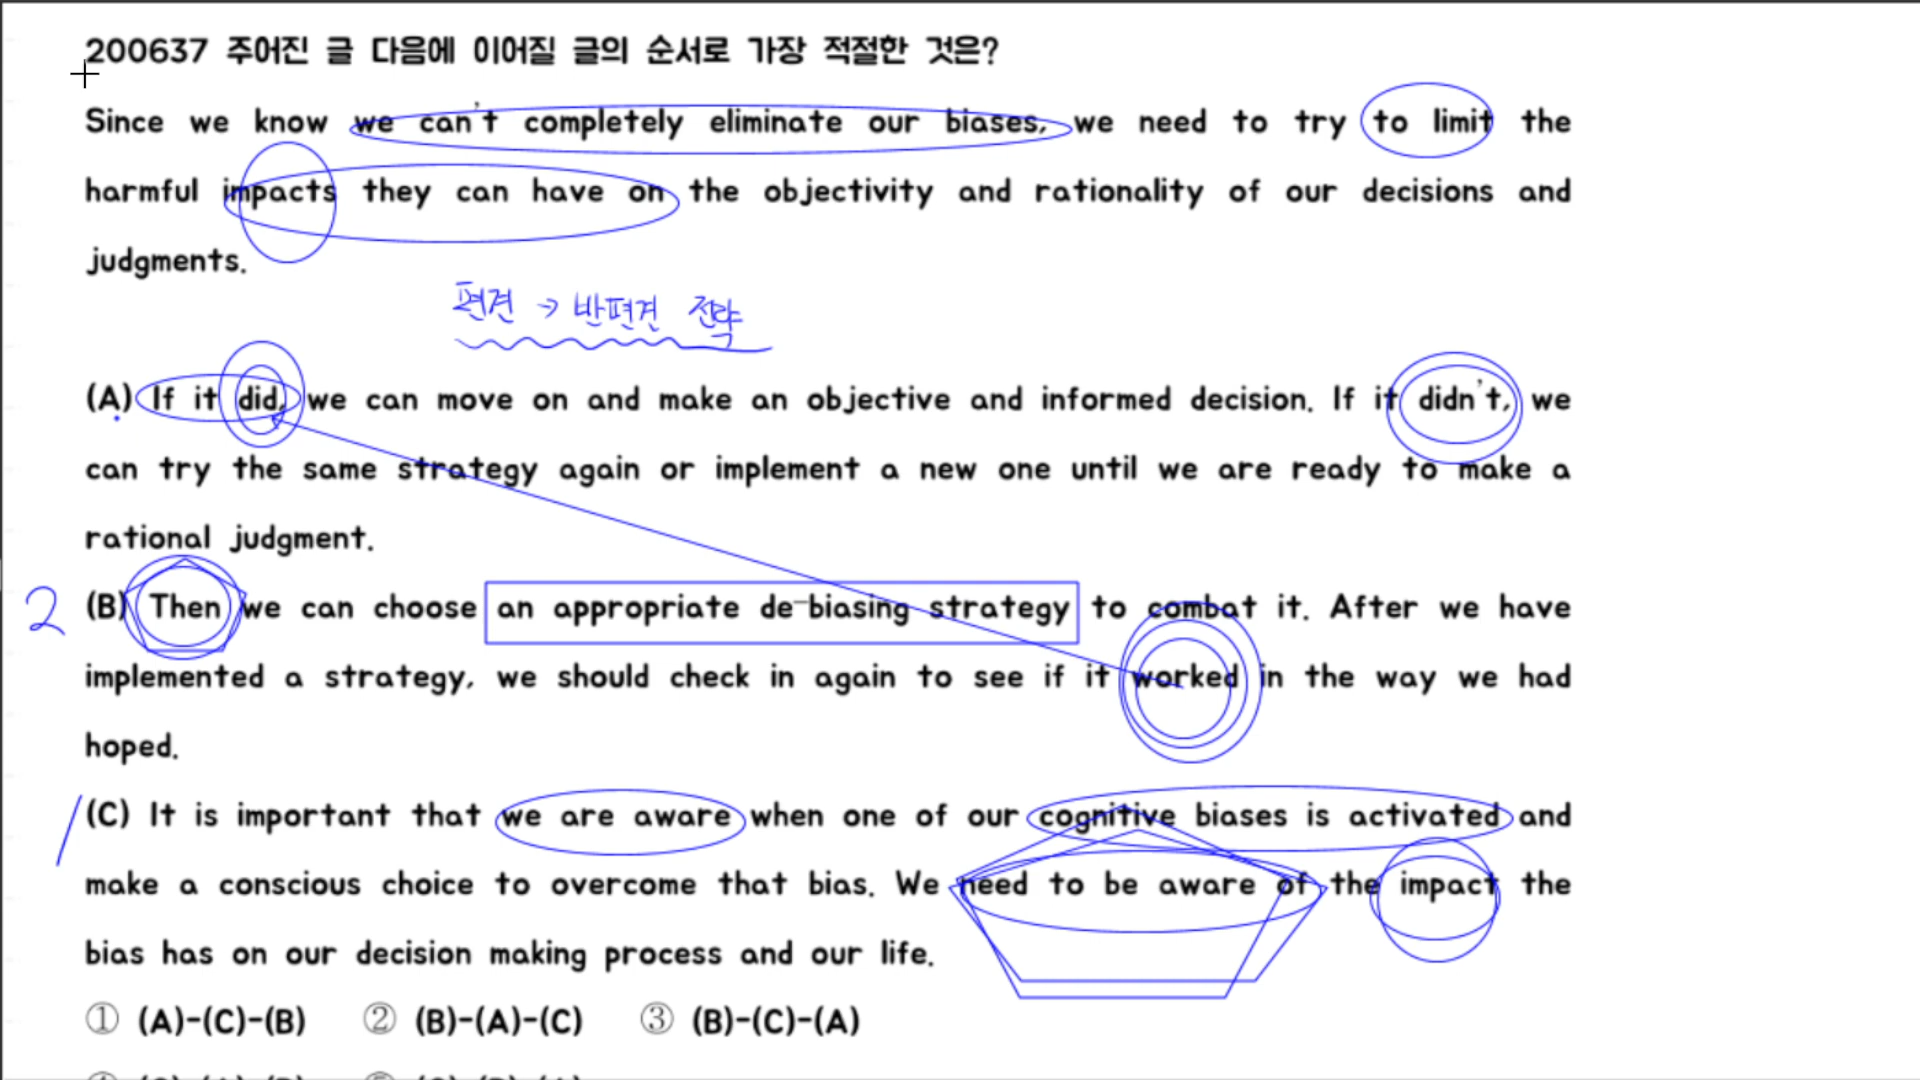 200637 주어진 글 다음에 이어질 글의 순서로 가장 적절한 것은?
Since we know we can't completely eliminate our biases, we need to try to limit the
harmful impacts they can have on the objectivity and rationality of our decisions and
judgments.
편견 → 반편견 전략
(A) If it did, we can move on and make an objective and informed decision. If it didn't, we
can try the same strategy again or implement a new one until we are ready to make a
rational judgment.
2 (B) Then we can choose an appropriate de-biasing strategy to combat it. After we have
implemented a strategy, we should check in again to see if it worked in the way we had
hoped.
/ (C) It is important that we are aware when one of our cognitive biases is activated and
make a conscious choice to overcome that bias. We need to be aware of the impact the
bias has on our decision making process and our life.
① (A)-(C)-(B) ② (B)-(A)-(C) ③ (B)-(C)-(A)